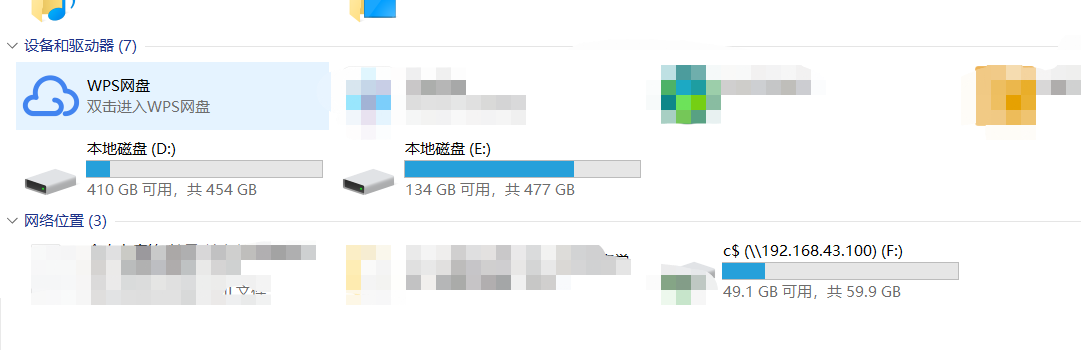 设备和驱动器 (7)
WPS网盘
双击进入WPS网盘
本地磁盘 (D:)
410 GB 可用，共 454 GB
本地磁盘 (E:)
134 GB 可用，共 477 GB
网络位置 (3)
文件
c$ (\\192.168.43.100) (F:)
49.1 GB 可用，共 59.9 GB